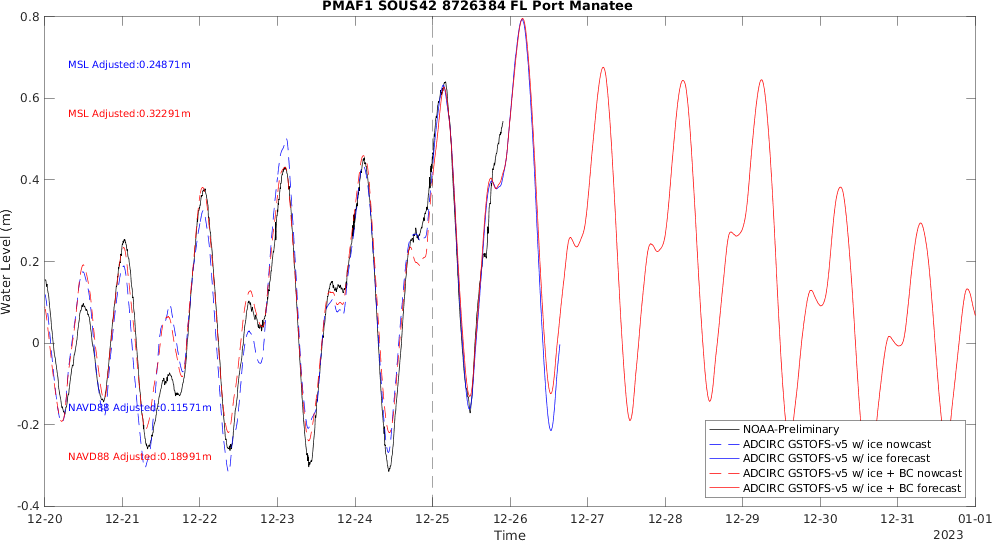 PMAF1 SOUS42 8726384 FL Port Manatee
0.8
MSL Adjusted:0.24871m
0.6
MSL Adjusted:0.32291m
0.4
Water Level (m)
0.2
0
NAVD88 Adjusted:0.11571m
-0.2
NAVD88 Adjusted:0.18991m
NOAA-Preliminary
ADCIRC GSTOFS-v5 w/ ice nowcast
ADCIRC GSTOFS-v5 w/ ice forecast
ADCIRC GSTOFS-v5 w/ ice + BC nowcast
ADCIRC GSTOFS-v5 w/ ice + BC forecast
-0.4
12-20 12-21 12-22 12-23 12-24 12-25 12-26 12-27 12-28 12-29 12-30 12-31 01-01
Time
2023